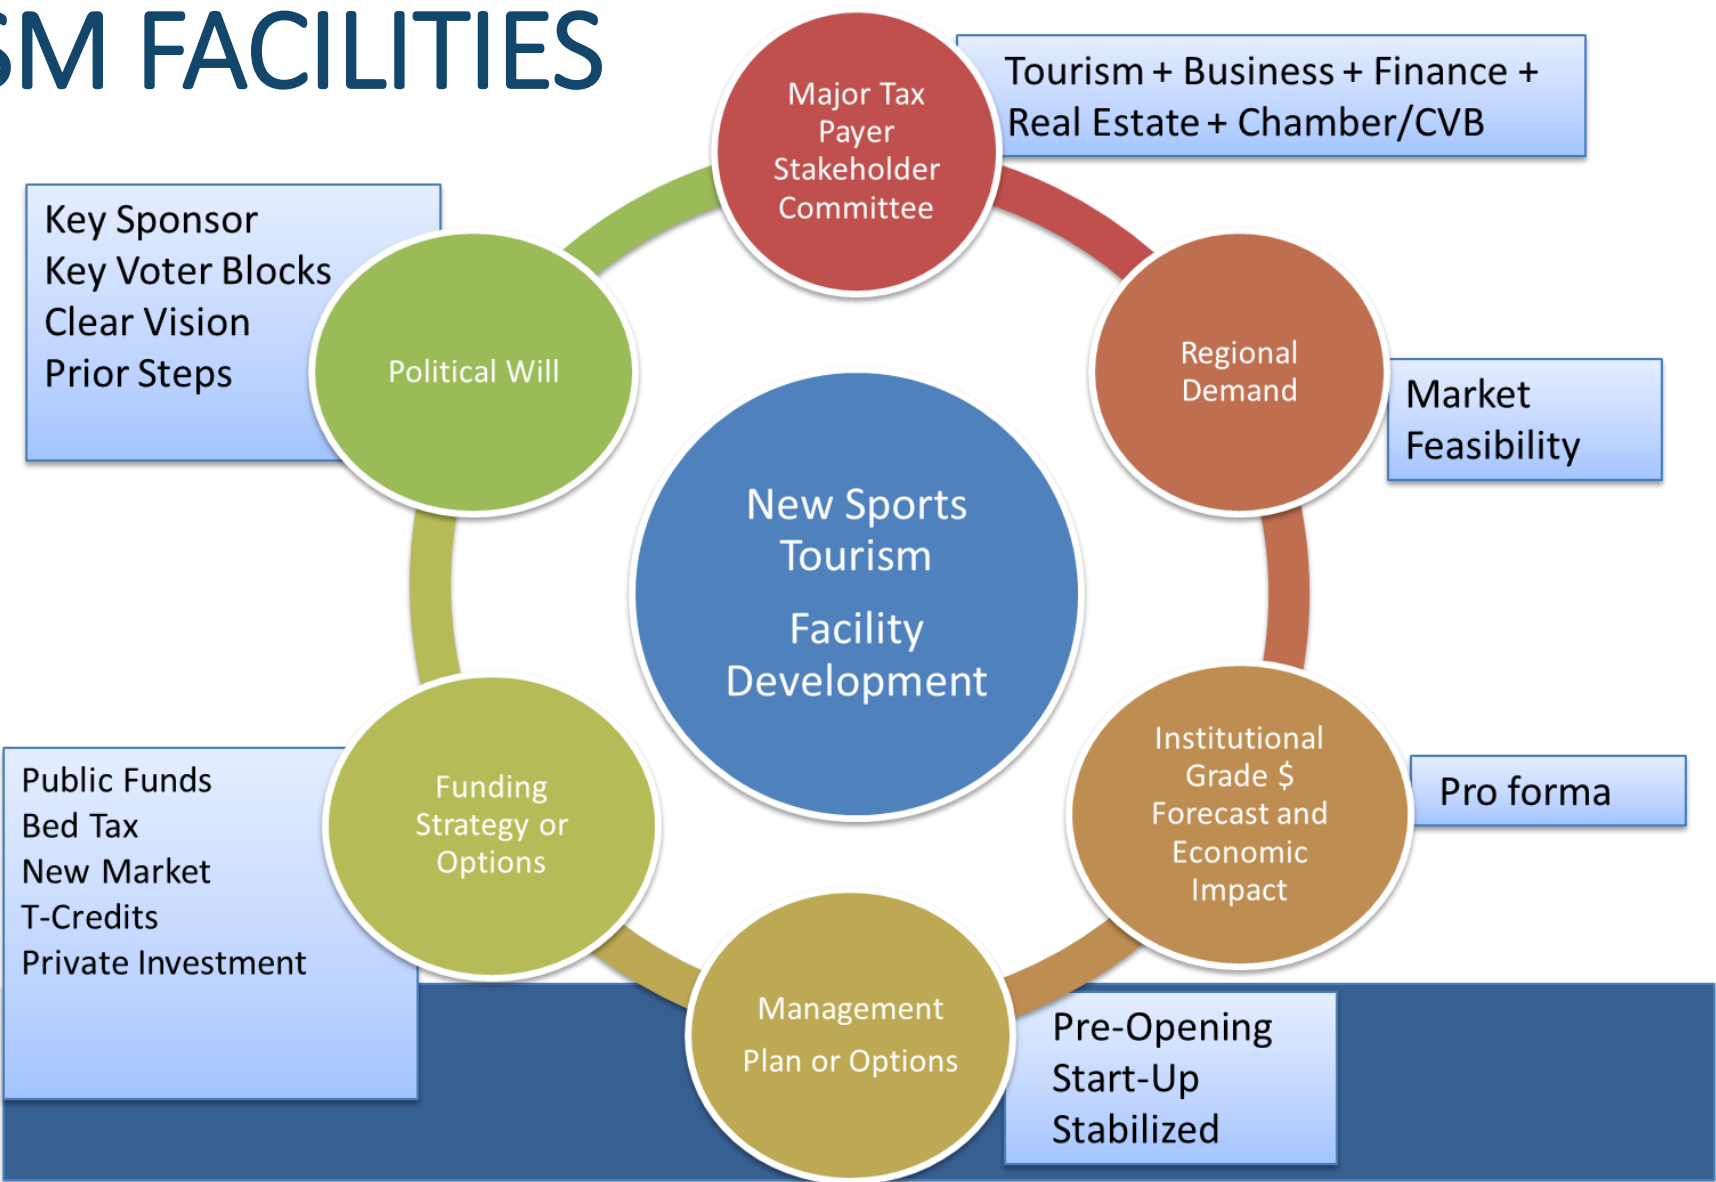 SM FACILITIES
Major Tax
Payer
Stakeholder
Committee
Tourism + Business + Finance +
Real Estate + Chamber/CVB
Regional
Demand
Market
Feasibility
Institutional
Grade $
Forecast and
Economic
Impact
Pro forma
Management
Plan or Options
Pre-Opening
Start-Up
Stabilized
Funding
Strategy or
Options
Public Funds
Bed Tax
New Market
T-Credits
Private Investment
Political Will
Key Sponsor
Key Voter Blocks
Clear Vision
Prior Steps
New Sports
Tourism
Facility
Development